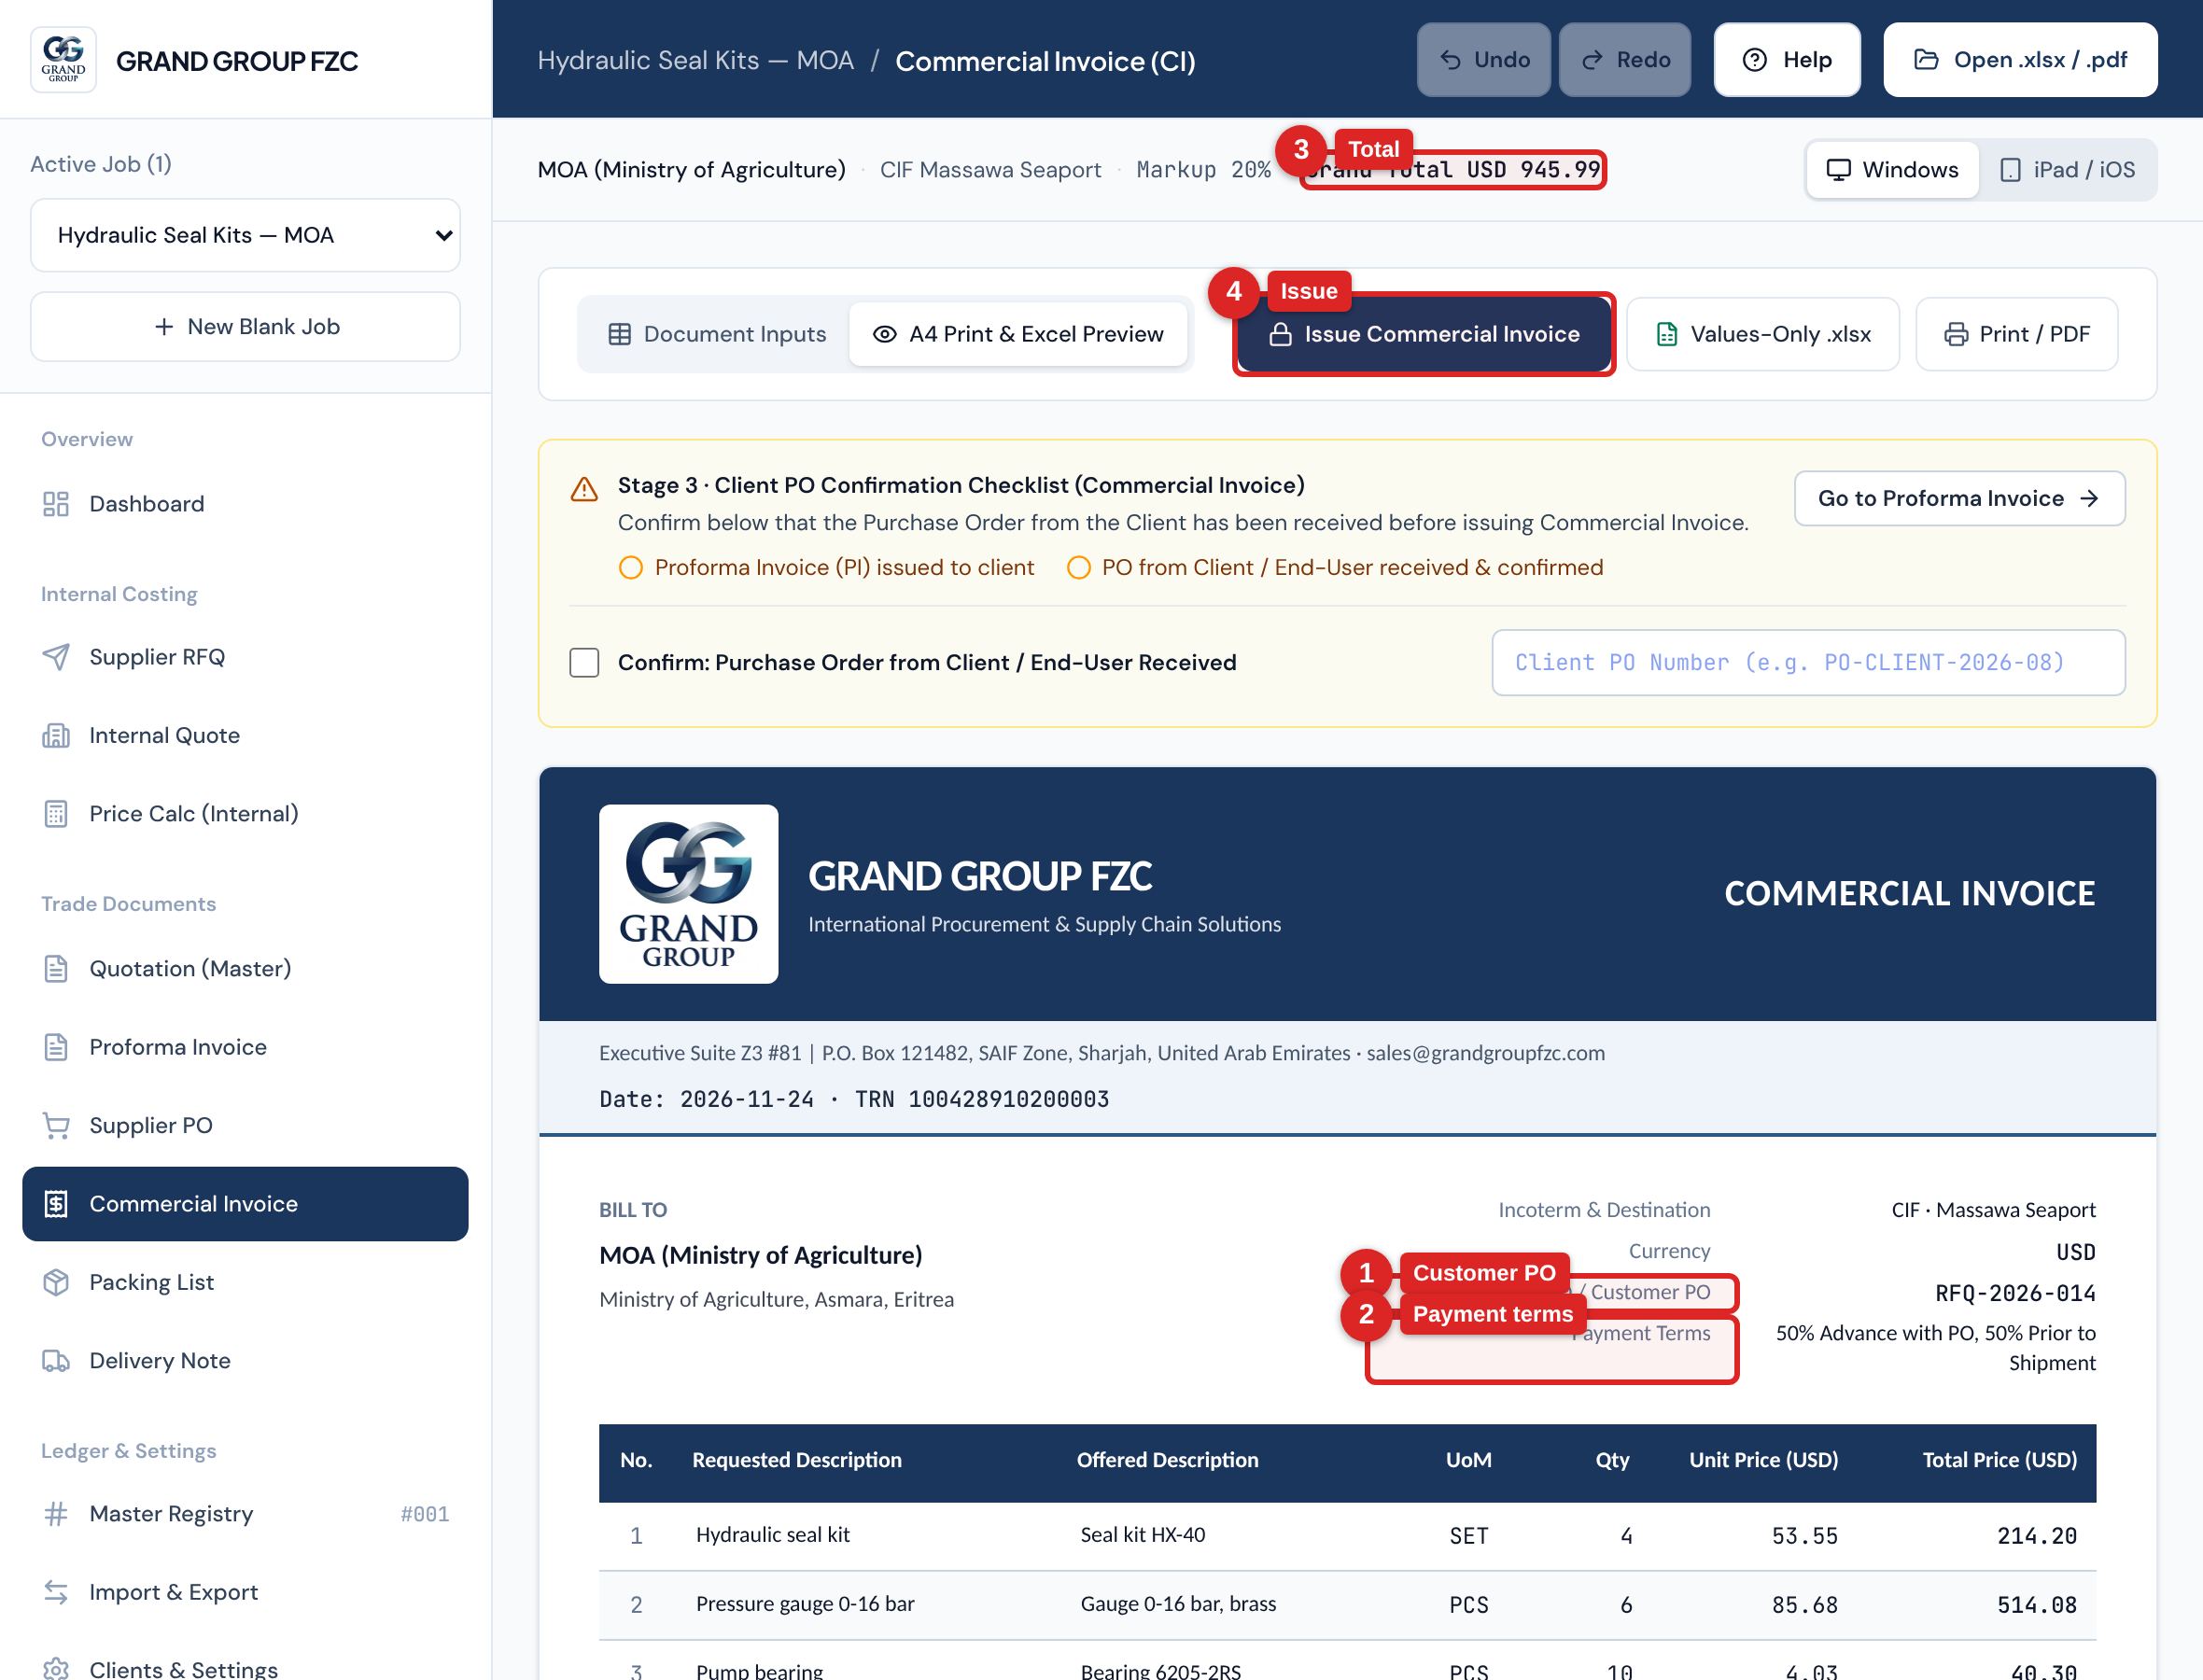 GG GRAND GROUP
GRAND GROUP FZC
Hydraulic Seal Kits — MOA / Commercial Invoice (CI)
Undo
Redo
Help
Open .xlsx / .pdf
Active Job (1)
Hydraulic Seal Kits — MOA
New Blank Job
MOA (Ministry of Agriculture) · CIF Massawa Seaport · Markup 20%
3 Total
Total USD 945.99
Windows
iPad / iOS
Document Inputs
A4 Print & Excel Preview
4 Issue
Issue Commercial Invoice
Values-Only .xlsx
Print / PDF
Stage 3 · Client PO Confirmation Checklist (Commercial Invoice)
Confirm below that the Purchase Order from the Client has been received before issuing Commercial Invoice.
Go to Proforma Invoice →
Proforma Invoice (PI) issued to client
PO from Client / End-User received & confirmed
Confirm: Purchase Order from Client / End-User Received
Client PO Number (e.g. PO-CLIENT-2026-08)
Overview
Dashboard
Internal Costing
Supplier RFQ
Internal Quote
Price Calc (Internal)
Trade Documents
Quotation (Master)
Proforma Invoice
Supplier PO
Commercial Invoice
Packing List
Delivery Note
Ledger & Settings
Master Registry #001
Import & Export
Clients & Settings
GG
GRAND
GROUP
GRAND GROUP FZC
International Procurement & Supply Chain Solutions
COMMERCIAL INVOICE
Executive Suite Z3 #81 | P.O. Box 121482, SAIF Zone, Sharjah, United Arab Emirates · sales@grandgroupfzc.com
Date: 2026-11-24 · TRN 100428910200003
BILL TO
MOA (Ministry of Agriculture)
Ministry of Agriculture, Asmara, Eritrea
Incoterm & Destination CIF · Massawa Seaport
Currency USD
1 Customer PO
/ Customer PO RFQ-2026-014
2 Payment terms
Payment Terms 50% Advance with PO, 50% Prior to
Shipment
No. Requested Description Offered Description UoM Qty Unit Price (USD) Total Price (USD)
1 Hydraulic seal kit Seal kit HX-40 SET 4 53.55 214.20
2 Pressure gauge 0-16 bar Gauge 0-16 bar, brass PCS 6 85.68 514.08
3 Pump bearing Bearing 6205-2RS PCS 10 4.03 40.30